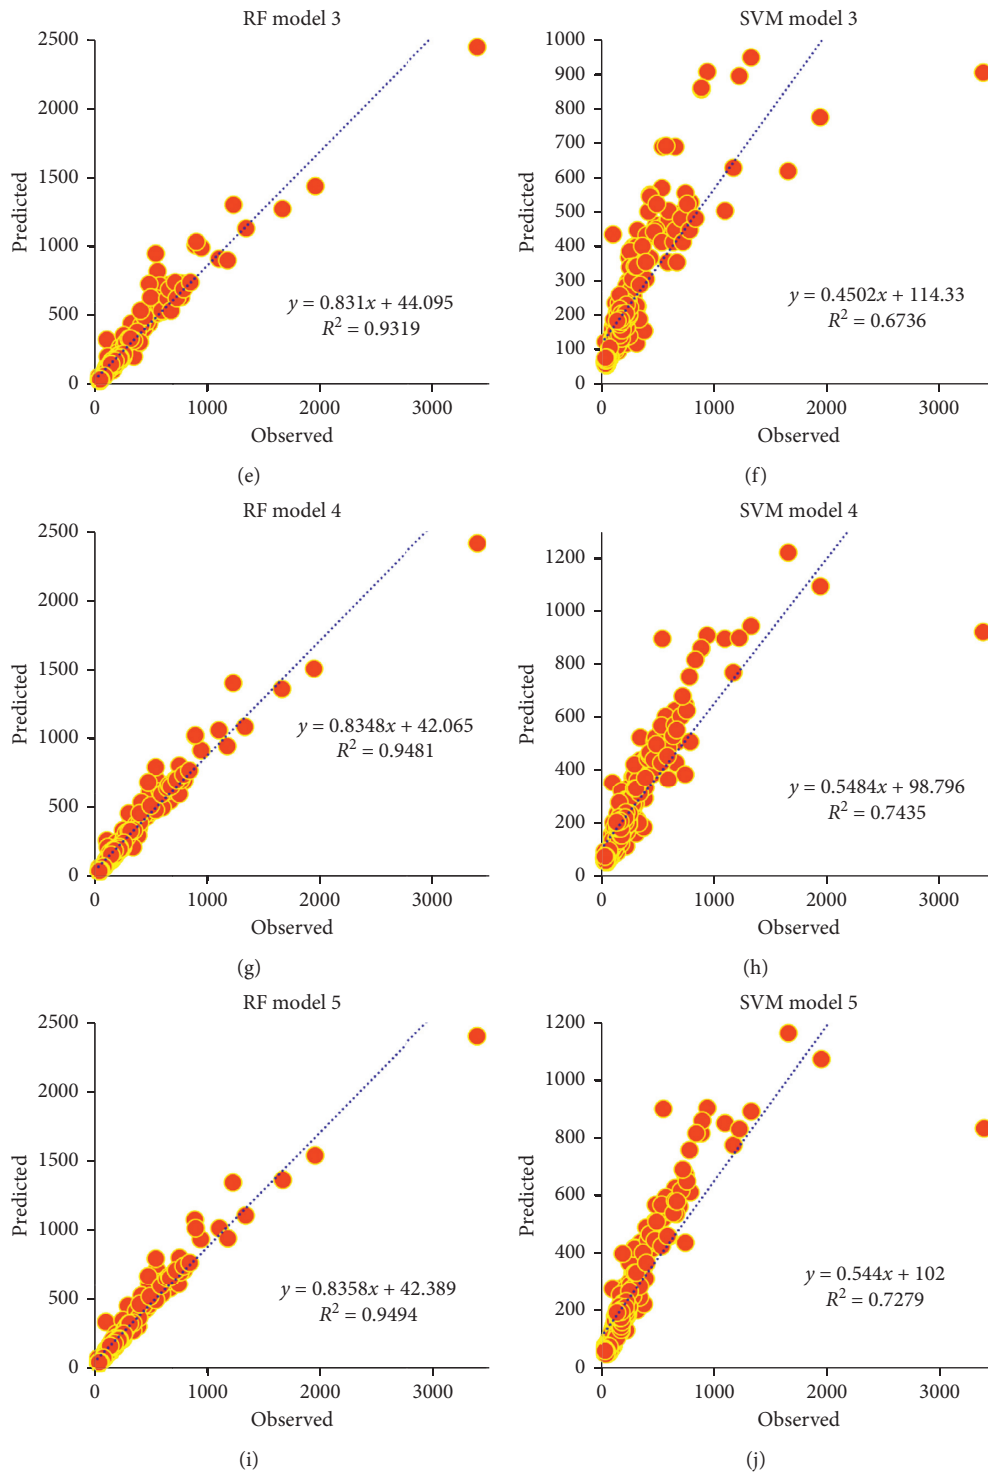 RF model 3
2500
2000
1500
1000
500
0
0 1000 2000 3000
Predicted
Observed
y = 0.831x + 44.095
R² = 0.9319
(e)
SVM model 3
1000
900
800
700
600
500
400
300
200
100
0
0 1000 2000 3000
Predicted
Observed
y = 0.4502x + 114.33
R² = 0.6736
(f)
RF model 4
2500
2000
1500
1000
500
0
0 1000 2000 3000
Predicted
Observed
y = 0.8348x + 42.065
R² = 0.9481
(g)
SVM model 4
1200
1000
800
600
400
200
0
0 1000 2000 3000
Predicted
Observed
y = 0.5484x + 98.796
R² = 0.7435
(h)
RF model 5
2500
2000
1500
1000
500
0
0 1000 2000 3000
Predicted
Observed
y = 0.8358x + 42.389
R² = 0.9494
(i)
SVM model 5
1200
1000
800
600
400
200
0
0 1000 2000 3000
Predicted
Observed
y = 0.544x + 102
R² = 0.7279
(j)